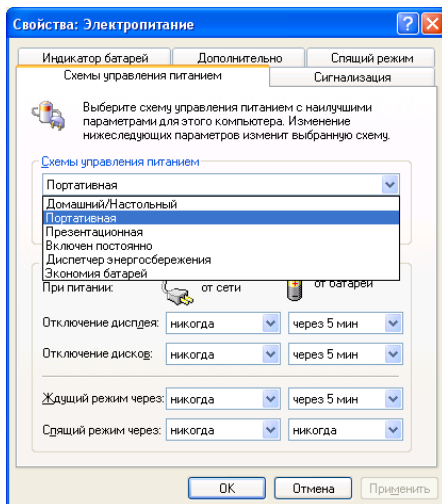 Свойства: Электропитание
Индикатор батарей Дополнительно Спящий режим
Схемы управления питанием Сигнализация
Выберите схему управления питанием с наилучшими
параметрами для этого компьютера. Изменение
нижеследующих параметров изменит выбранную схему.
Схемы управления питанием
Портативная
Домашний/Настольный
Портативная
Презентационная
Включен постоянно
Диспетчер энергосбережения
Экономия батарей
При питании: от сети от батарей
Отключение дисплея: никогда через 5 мин
Отключение дисков: никогда через 5 мин
Ждущий режим через: никогда через 5 мин
Спящий режим через: никогда никогда
OK Отмена Применить